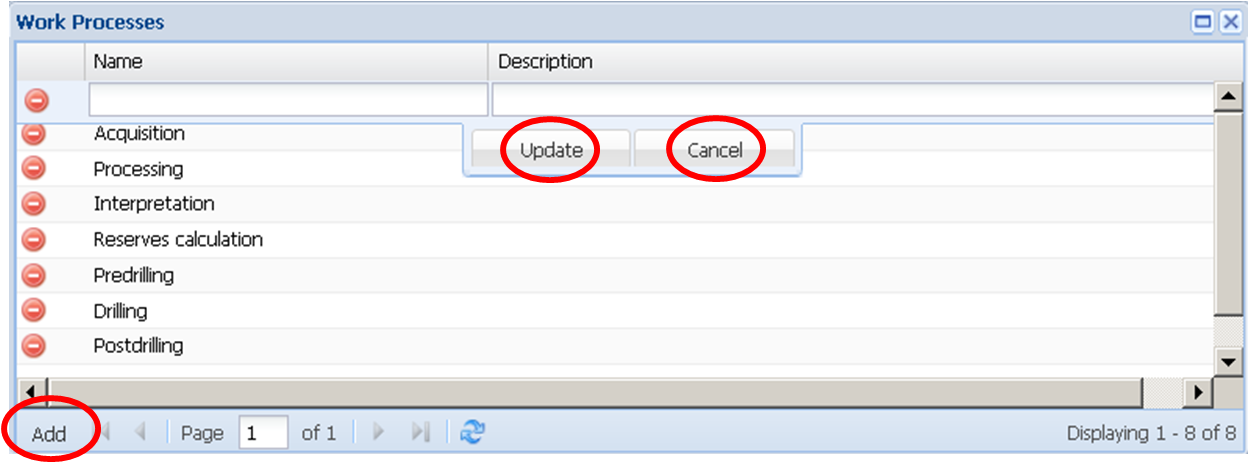 Work Processes
Name Description
Acquisition
Update Cancel
Processing
Interpretation
Reserves calculation
Predrilling
Drilling
Postdrilling
Add Page 1 of 1 Displaying 1 - 8 of 8